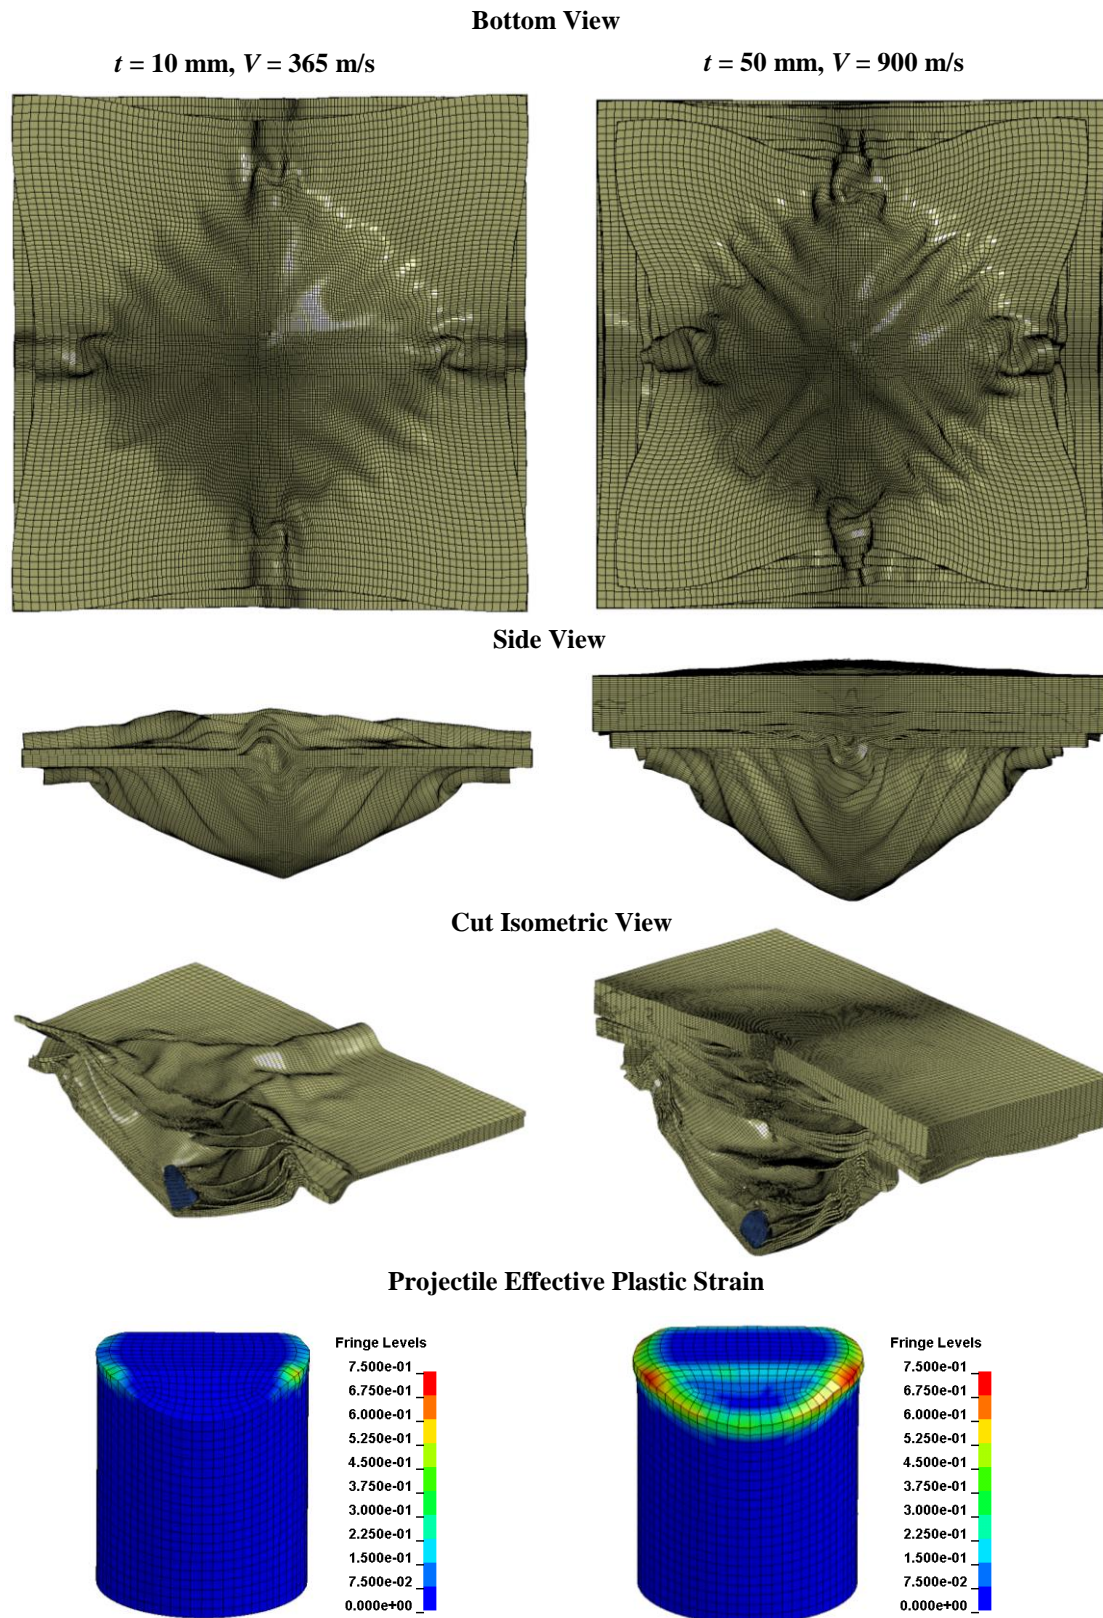 Bottom View
t = 10 mm, V = 365 m/s
t = 50 mm, V = 900 m/s
Side View
Cut Isometric View
Projectile Effective Plastic Strain
Fringe Levels
7.500e-01
6.750e-01
6.000e-01
5.250e-01
4.500e-01
3.750e-01
3.000e-01
2.250e-01
1.500e-01
7.500e-02
0.000e+00
Fringe Levels
7.500e-01
6.750e-01
6.000e-01
5.250e-01
4.500e-01
3.750e-01
3.000e-01
2.250e-01
1.500e-01
7.500e-02
0.000e+00